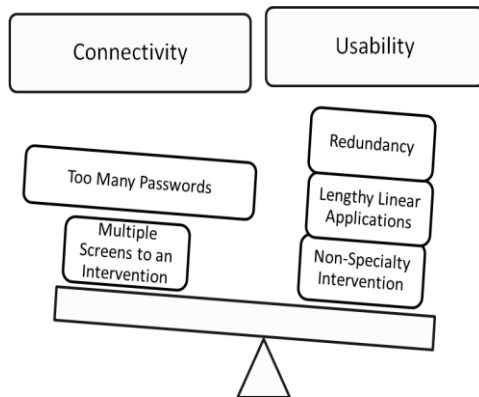 Connectivity
Usability
Too Many Passwords
Multiple
Screens to an
Intervention
Redundancy
Lengthy Linear
Applications
Non-Specialty
Intervention